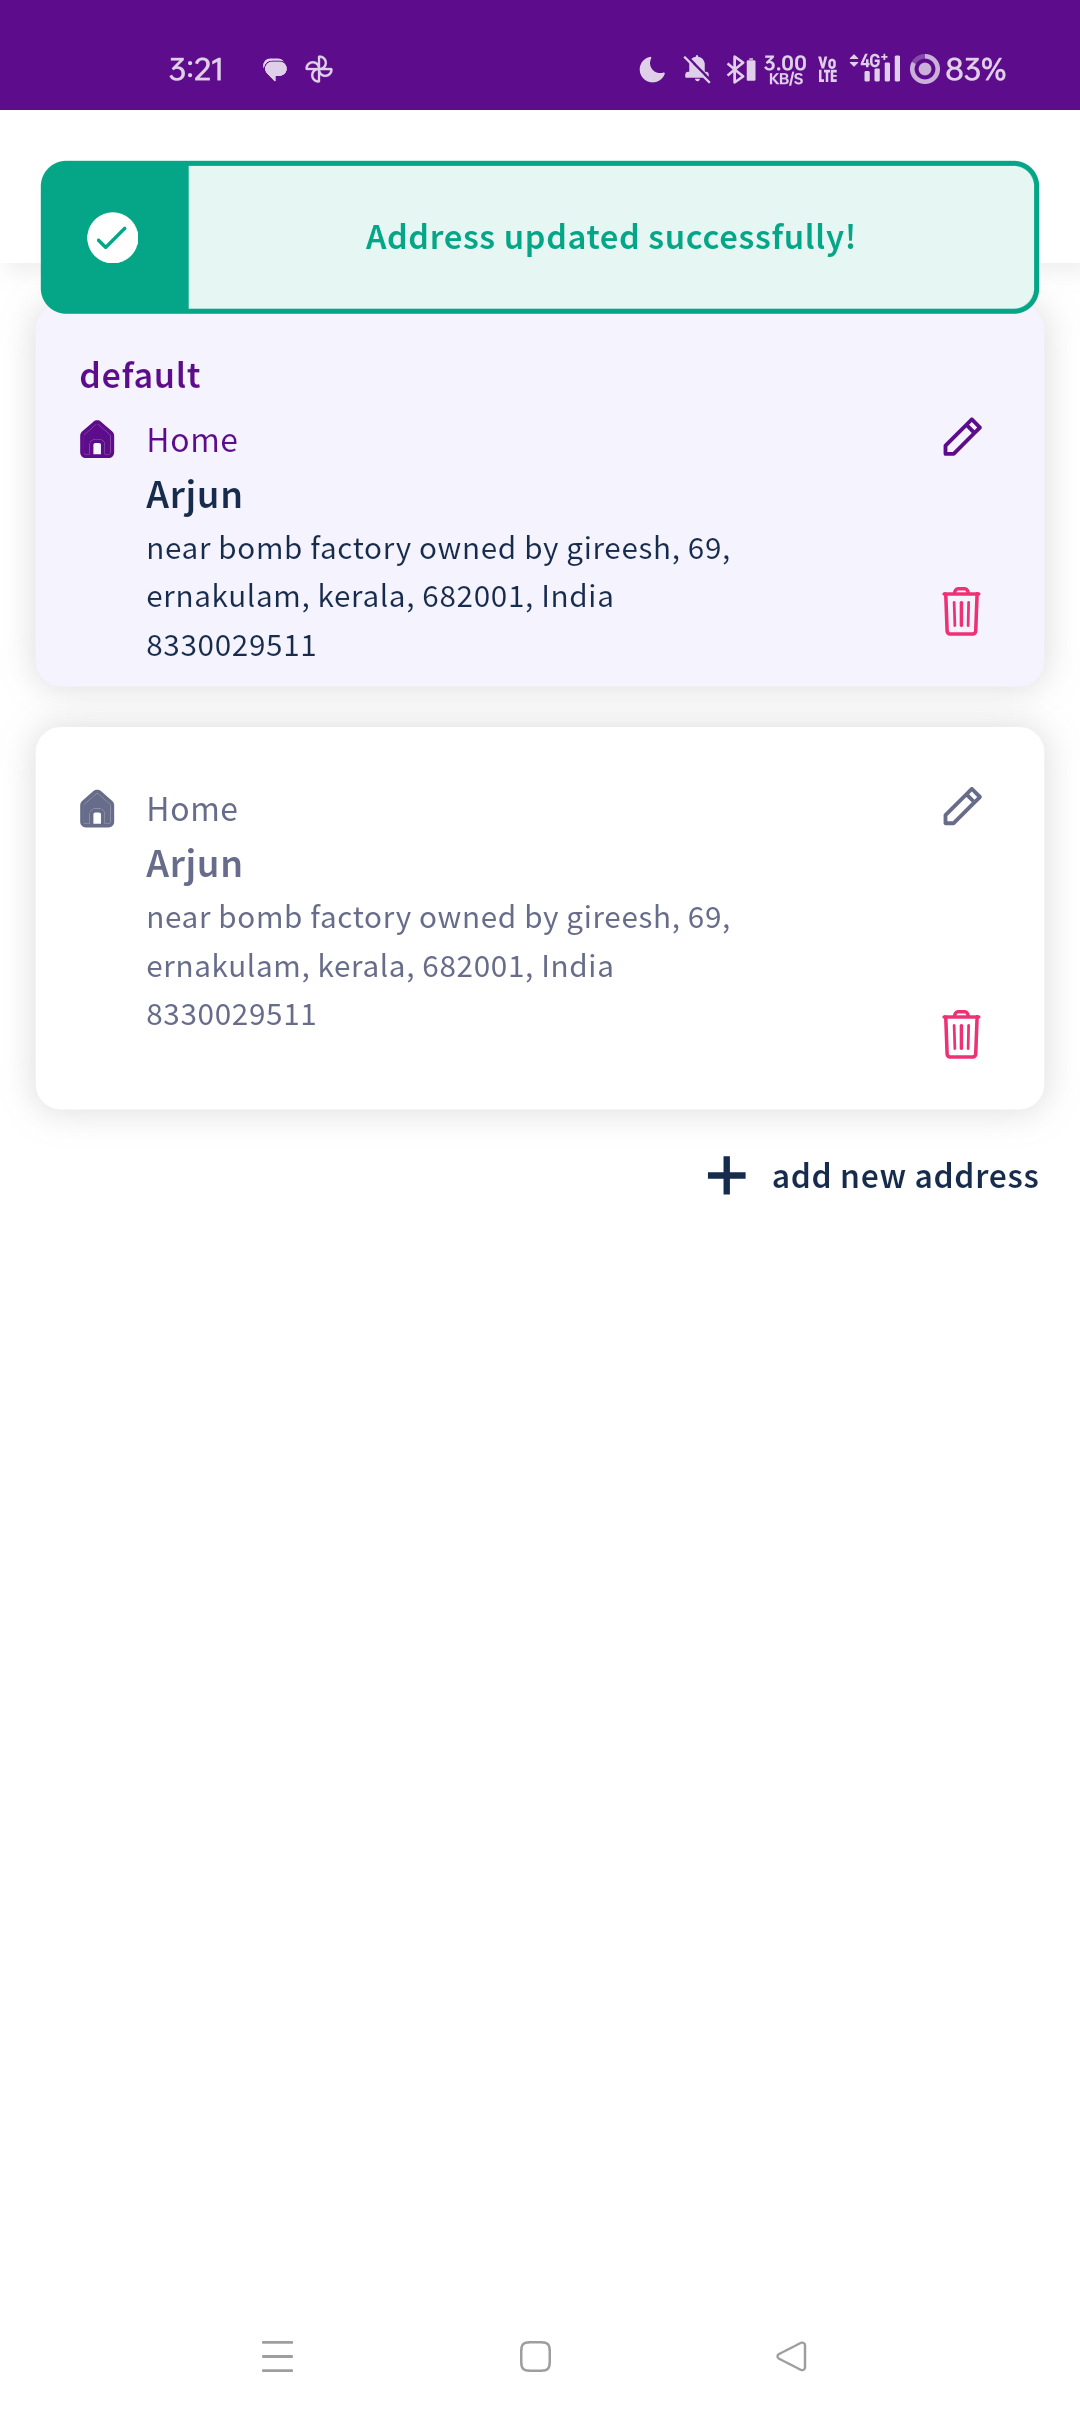 3:21
3.00 KB/S Vo LTE 4G+ 83%
Address updated successfully!
default
Home
Arjun
near bomb factory owned by gireesh, 69,
ernakulam, kerala, 682001, India
8330029511
Home
Arjun
near bomb factory owned by gireesh, 69,
ernakulam, kerala, 682001, India
8330029511
add new address